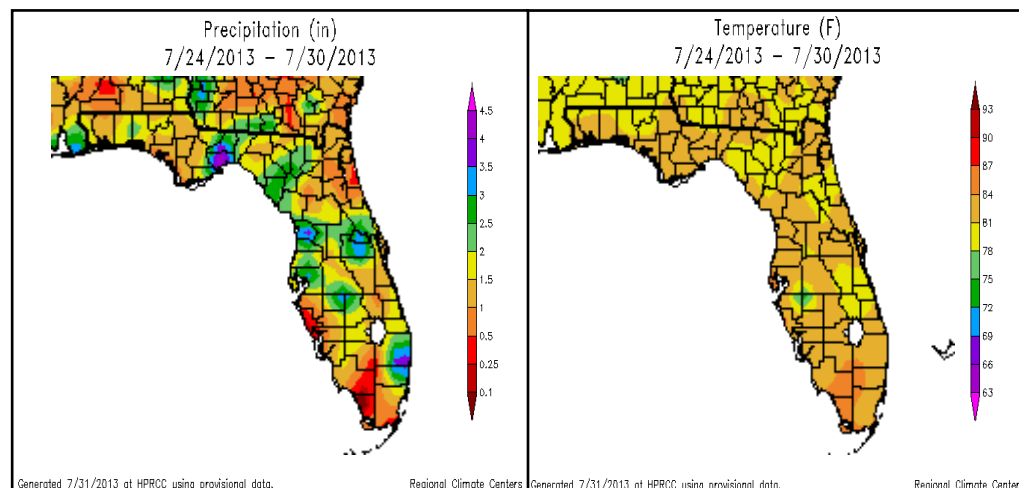 Precipitation (in)
7/24/2013 – 7/30/2013
4.5
4
3.5
3
2.5
2
1.5
1
0.5
0.25
0.1
Generated 7/31/2013 at HPRCC using provisional data.
Regional Climate Centers
Temperature (F)
7/24/2013 – 7/30/2013
93
90
87
84
81
78
75
72
69
66
63
Generated 7/31/2013 at HPRCC using provisional data.
Regional Climate Centers